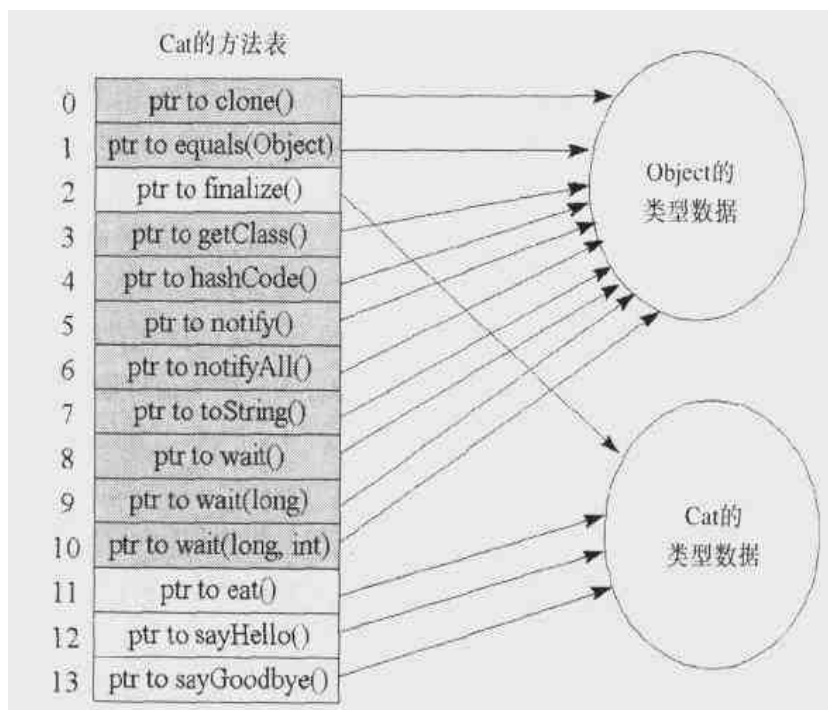 Cat的方法表
0 ptr to clone()
1 ptr to equals(Object)
2 ptr to finalize()
3 ptr to getClass()
4 ptr to hashCode()
5 ptr to notify()
6 ptr to notifyAll()
7 ptr to toString()
8 ptr to wait()
9 ptr to wait(long)
10 ptr to wait(long, int)
11 ptr to eat()
12 ptr to sayHello()
13 ptr to sayGoodbye()
Object的
类型数据
Cat的
类型数据